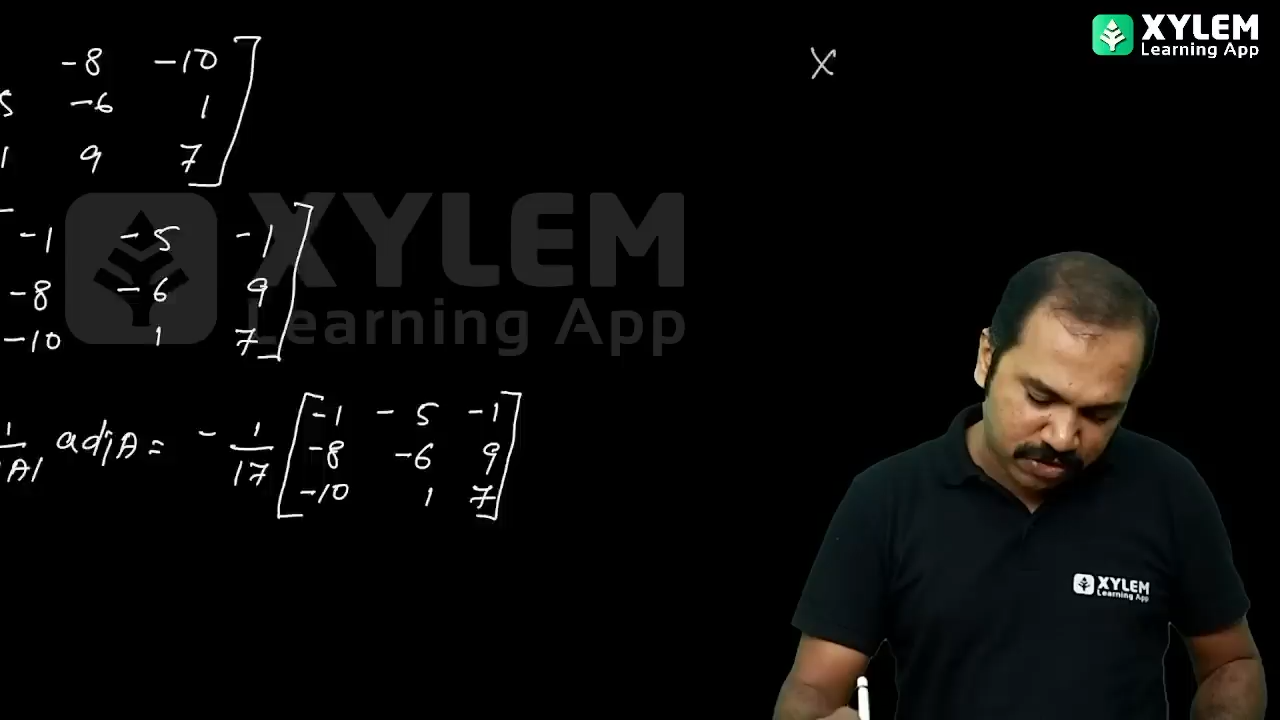 XYLEM
Learning App
x
-8 -10
5 -6 1
1 9 7
-1 -5 -1
-8 -6 9
-10 1 7
XYLEM
Learning App
1/|A| adjA = - 1/17 [ -1 -5 -1
-8 -6 9
-10 1 7 ]
XYLEM
Learning App